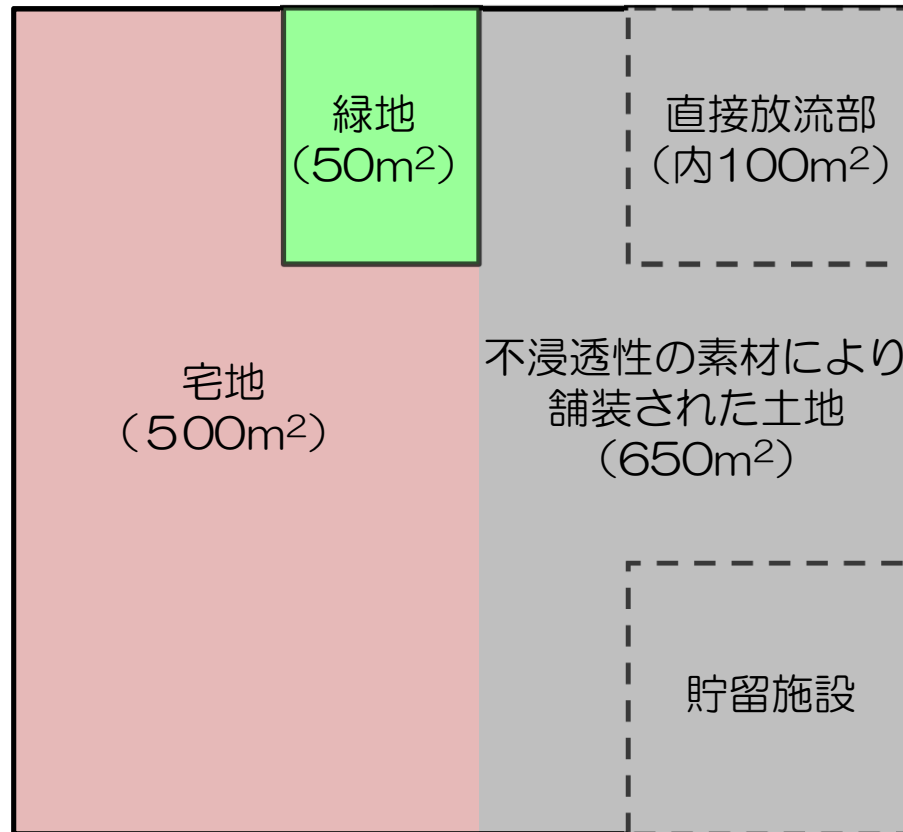 緑地
（50m²）
直接放流部
（内100m²）
宅地
（500m²）
不浸透性の素材により
舗装された土地
（650m²）
貯留施設